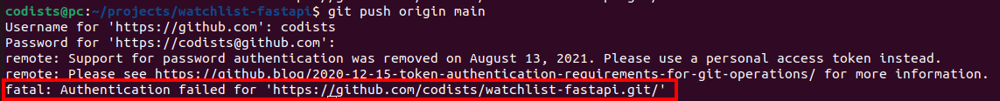 codists@pc:~/projects/watchlist-fastapi$ git push origin main
Username for 'https://github.com': codists
Password for 'https://codists@github.com':
remote: Support for password authentication was removed on August 13, 2021. Please use a personal access token instead.
remote: Please see https://github.blog/2020-12-15-token-authentication-requirements-for-git-operations/ for more information.
fatal: Authentication failed for 'https://github.com/codists/watchlist-fastapi.git/'